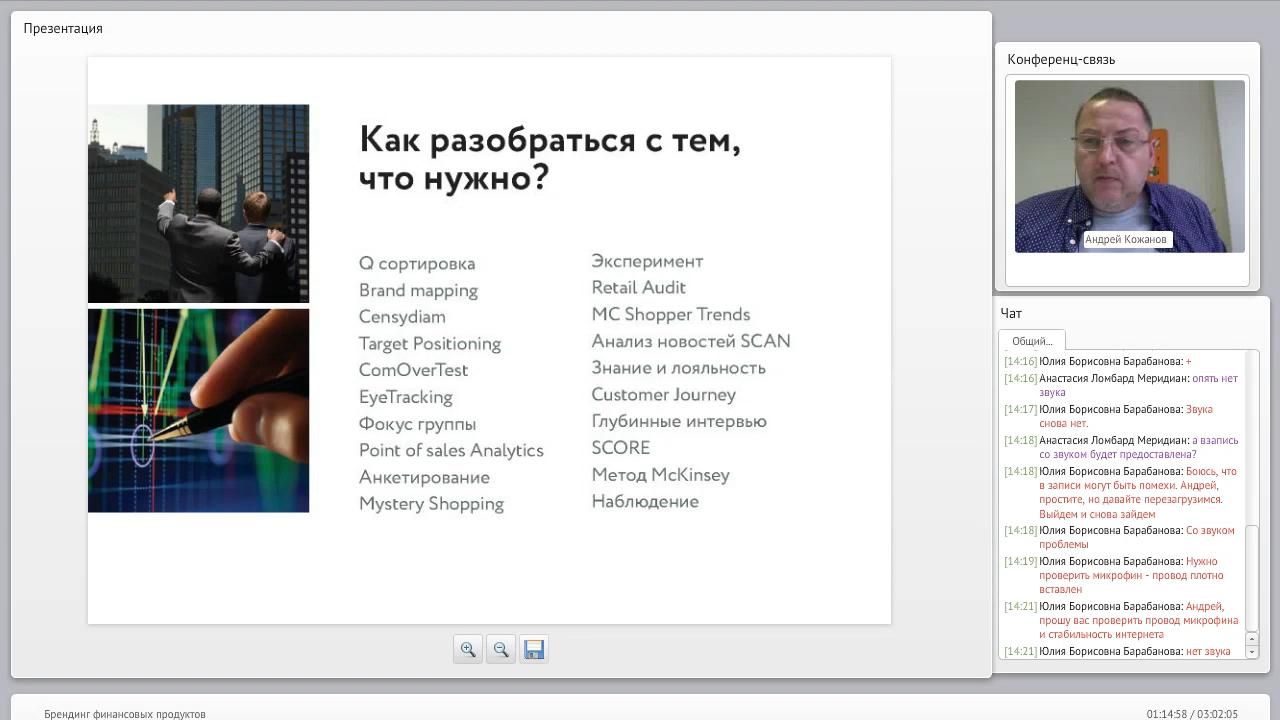 Презентация
Как разобраться с тем,
что нужно?
Q сортировка
Brand mapping
Censydiam
Target Positioning
ComOverTest
EyeTracking
Фокус группы
Point of sales Analytics
Анкетирование
Mystery Shopping
Эксперимент
Retail Audit
MC Shopper Trends
Анализ новостей SCAN
Знание и лояльность
Customer Journey
Глубинные интервью
SCORE
Метод McKinsey
Наблюдение
Конференц-связь
Андрей Кожанов
Чат
Общий...
[14:16] Юлия Борисовна Барабанова: +
[14:16] Анастасия Ломбард Меридиан: опять нет
звука
[14:17] Юлия Борисовна Барабанова: Звука
снова нет.
[14:18] Анастасия Ломбард Меридиан: а взапись
со звуком будет предоставлена?
[14:18] Юлия Борисовна Барабанова: Боюсь, что
в записи могут быть помехи. Андрей,
простите, но давайте перезагрузимся.
Выйдем и снова зайдем
[14:18] Юлия Борисовна Барабанова: Со звуком
проблемы
[14:19] Юлия Борисовна Барабанова: Нужно
проверить микрофин - провод плотно
вставлен
[14:21] Юлия Борисовна Барабанова: Андрей,
прошу вас проверить провод микрофина
и стабильность интернета
[14:21] Юлия Борисовна Барабанова: нет звука
Брендинг финансовых продуктов
01:14:58 / 03:02:05